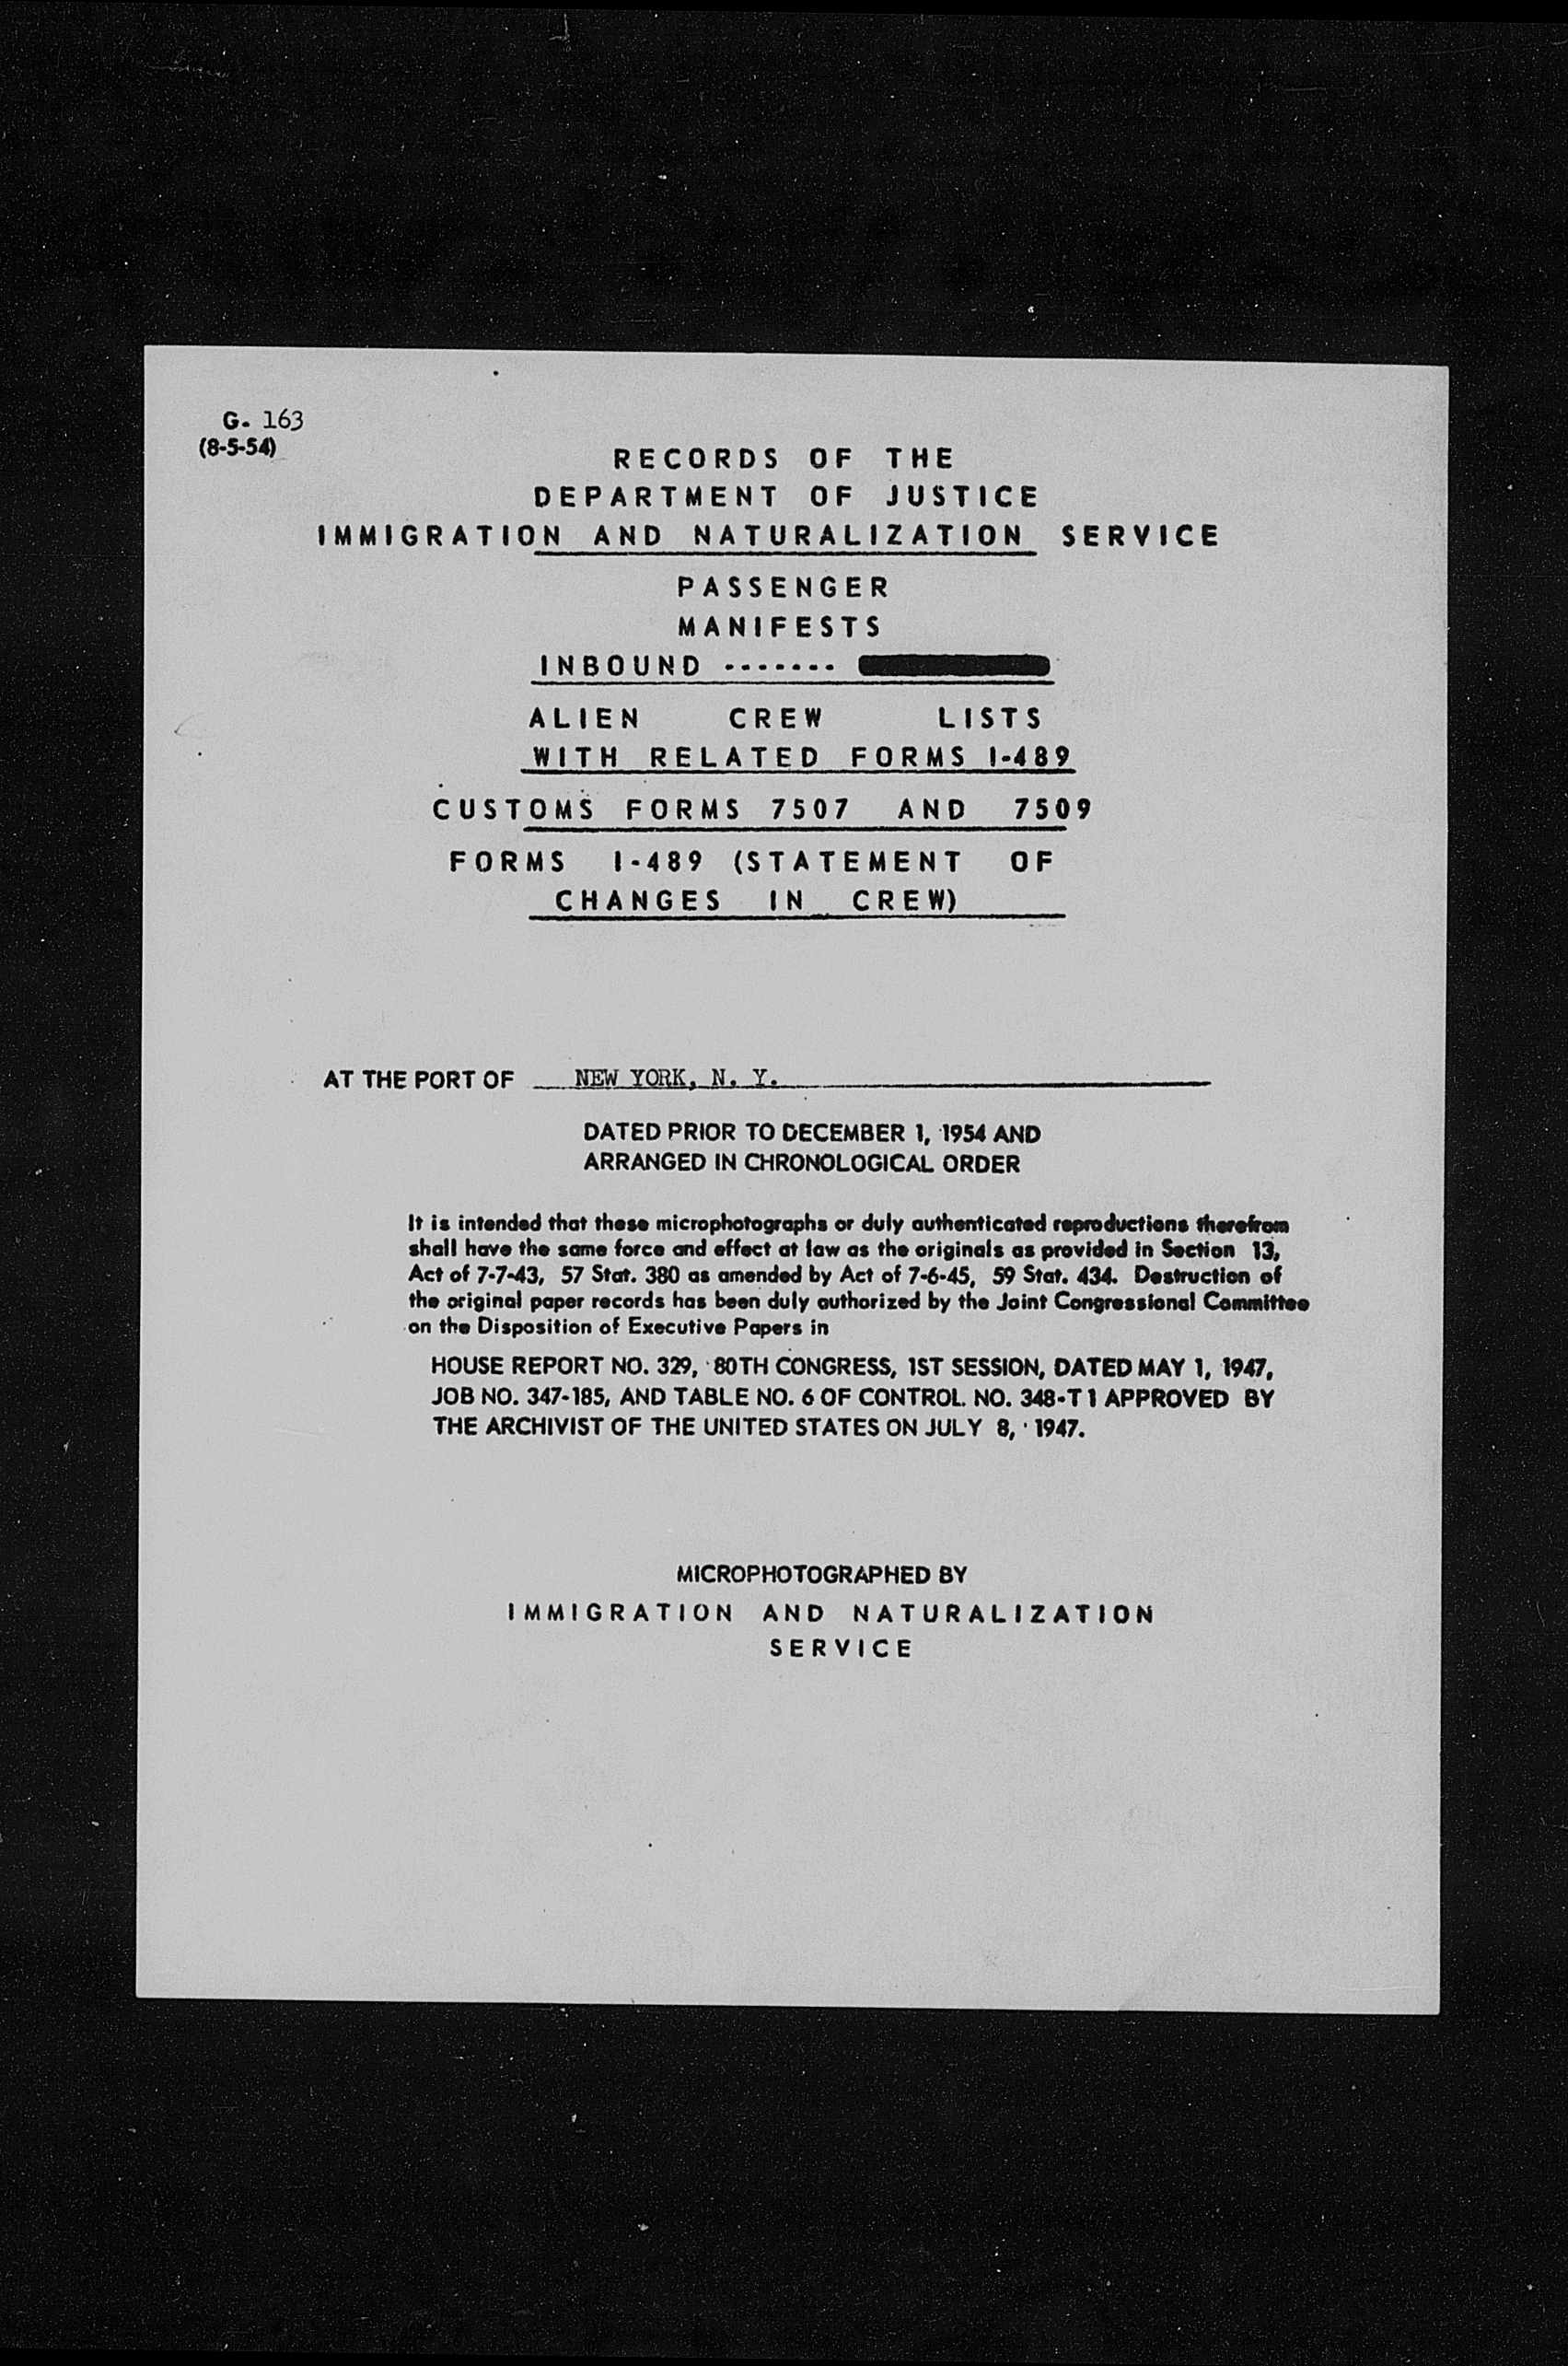 G. 163
(8-5-54)
RECORDS OF THE
DEPARTMENT OF JUSTICE
IMMIGRATION AND NATURALIZATION SERVICE
PASSENGER
MANIFESTS
INBOUND -------
ALIEN CREW LISTS
WITH RELATED FORMS I-489
CUSTOMS FORMS 7507 AND 7509
FORMS I-489 (STATEMENT OF
CHANGES IN CREW)
AT THE PORT OF NEW YORK, N. Y.
DATED PRIOR TO DECEMBER 1, 1954 AND
ARRANGED IN CHRONOLOGICAL ORDER
It is intended that these microphotographs or duly authenticated reproductions therefrom
shall have the same force and effect at law as the originals as provided in Section 13,
Act of 7-7-43, 57 Stat. 380 as amended by Act of 7-6-45, 59 Stat. 434. Destruction of
the original paper records has been duly authorized by the Joint Congressional Committee
on the Disposition of Executive Papers in
HOUSE REPORT NO. 329, 80TH CONGRESS, 1ST SESSION, DATED MAY 1, 1947,
JOB NO. 347-185, AND TABLE NO. 6 OF CONTROL NO. 348-T1 APPROVED BY
THE ARCHIVIST OF THE UNITED STATES ON JULY 8, 1947.
MICROPHOTOGRAPHED BY
IMMIGRATION AND NATURALIZATION
SERVICE